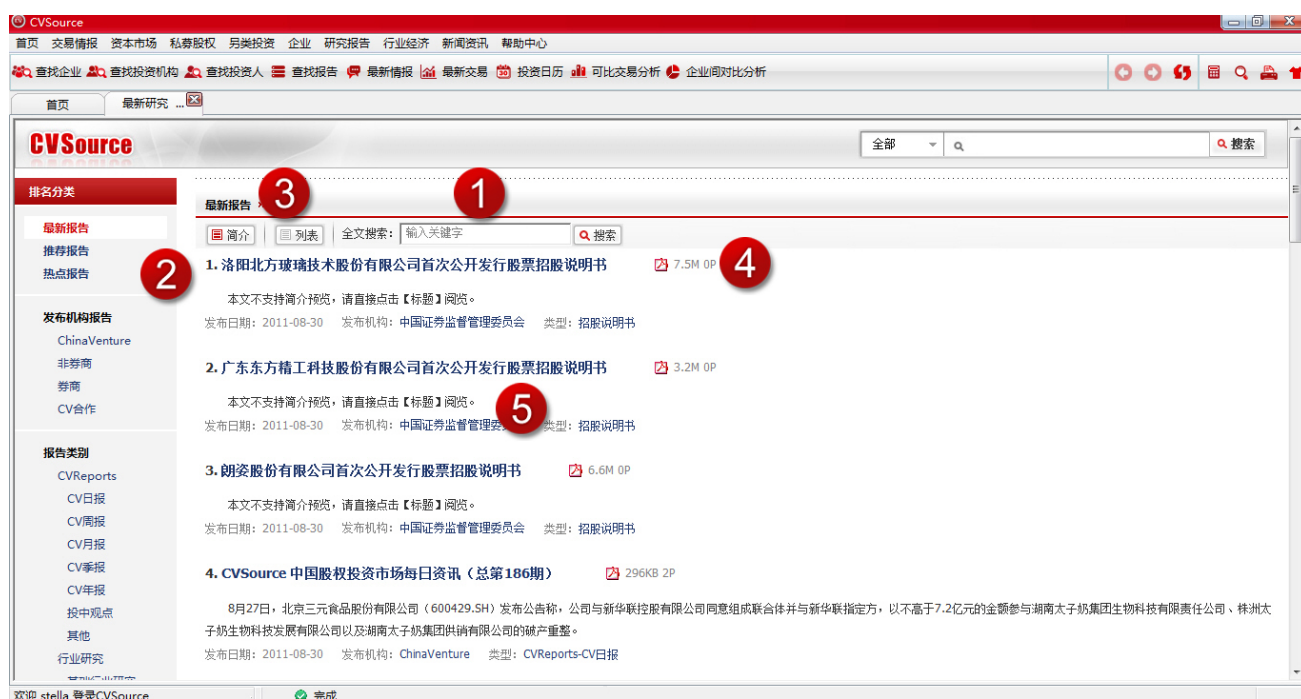 CVSource
首页 交易情报 资本市场 私募股权 另类投资 企业 研究报告 行业经济 新闻资讯 帮助中心
查找企业 查找投资机构 查找投资人 查找报告 最新情报 最新交易 30 投资日历 可比交易分析 企业间对比分析
首页 最新研究 ...
CVSource
全部 搜索
排名分类
最新报告
推荐报告
热点报告
发布机构报告
ChinaVenture
非券商
券商
CV合作
报告类别
CVReports
CV日报
CV周报
CV月报
CV季报
CV年报
投中观点
其他
行业研究
3
1
最新报告
简介 列表 全文搜索: 输入关键字 搜索
2
4
1. 洛阳北方玻璃技术股份有限公司首次公开发行股票招股说明书 7.5M 0P
本文不支持简介预览,请直接点击【标题】阅览。
发布日期: 2011-08-30 发布机构: 中国证券监督管理委员会 类型: 招股说明书
2. 广东东方精工科技股份有限公司首次公开发行股票招股说明书 3.2M 0P
本文不支持简介预览,请直接点击【标题】阅览。
5
发布日期: 2011-08-30 发布机构: 中国证券监督管理委 类型: 招股说明书
3. 朗姿股份有限公司首次公开发行股票招股说明书 6.6M 0P
本文不支持简介预览,请直接点击【标题】阅览。
发布日期: 2011-08-30 发布机构: 中国证券监督管理委员会 类型: 招股说明书
4. CVSource 中国股权投资市场每日资讯(总第186期) 296KB 2P
8月27日,北京三元食品股份有限公司(600429.SH)发布公告称,公司与新华联控股有限公司同意组成联合体并与新华联指定方,以不高于7.2亿元的金额参与湖南太子奶集团生物科技有限责任公司、株洲太
子奶生物科技发展有限公司以及湖南太子奶集团供销有限公司的破产重整。
发布日期: 2011-08-30 发布机构: ChinaVenture 类型: CVReports-CV日报
欢迎 stella 登录CVSource 完成